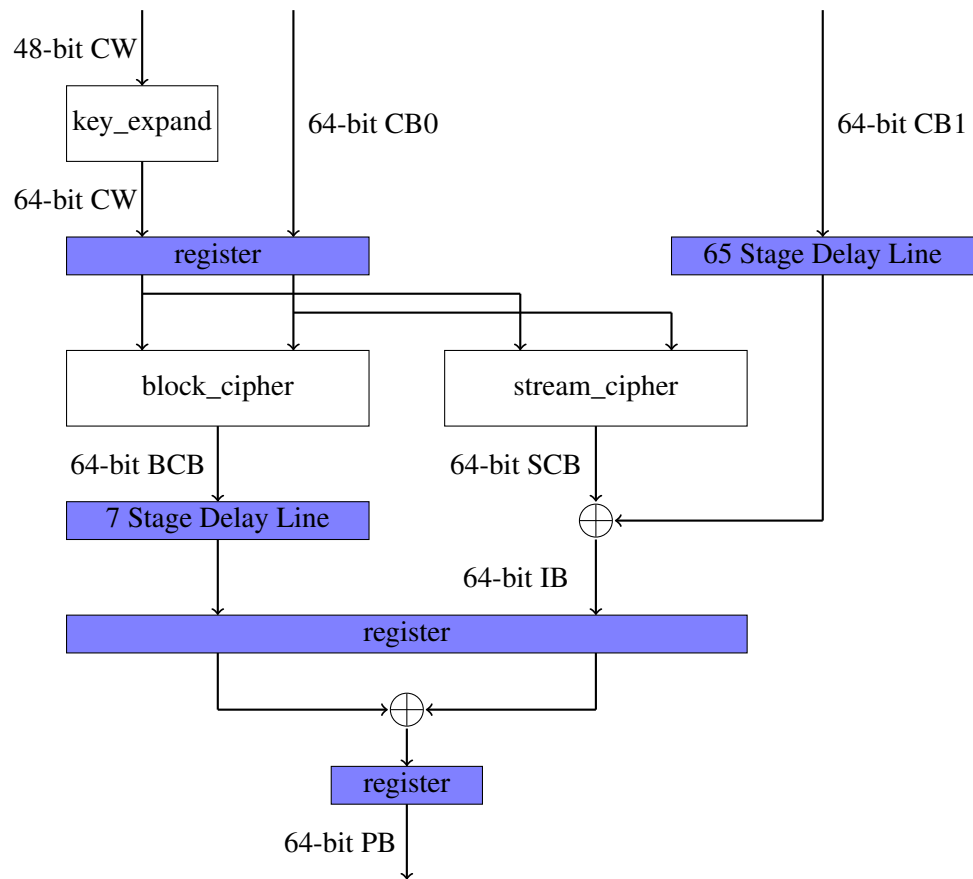 48-bit CW
key_expand
64-bit CB0
64-bit CB1
64-bit CW
register
65 Stage Delay Line
block_cipher
stream_cipher
64-bit BCB
64-bit SCB
7 Stage Delay Line
64-bit IB
register
register
64-bit PB